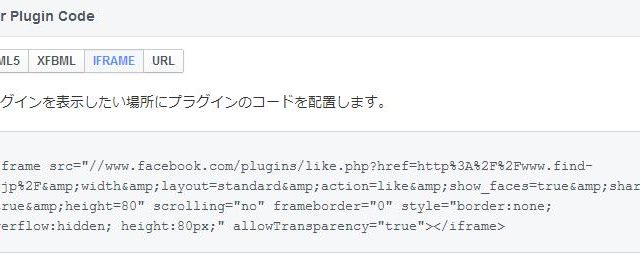 r Plugin Code
ML5 XFBML IFRAME URL
グインを表示したい場所にプラグインのコードを配置します。
frame src="//www.facebook.com/plugins/like.php?href=http%3A%2F%2Fwww.find-
jp%2F&amp;width&amp;layout=standard&amp;action=like&amp;show_faces=true&amp;shar
rue&amp;height=80" scrolling="no" frameborder="0" style="border:none;
erflow:hidden; height:80px;" allowTransparency="true"></iframe>